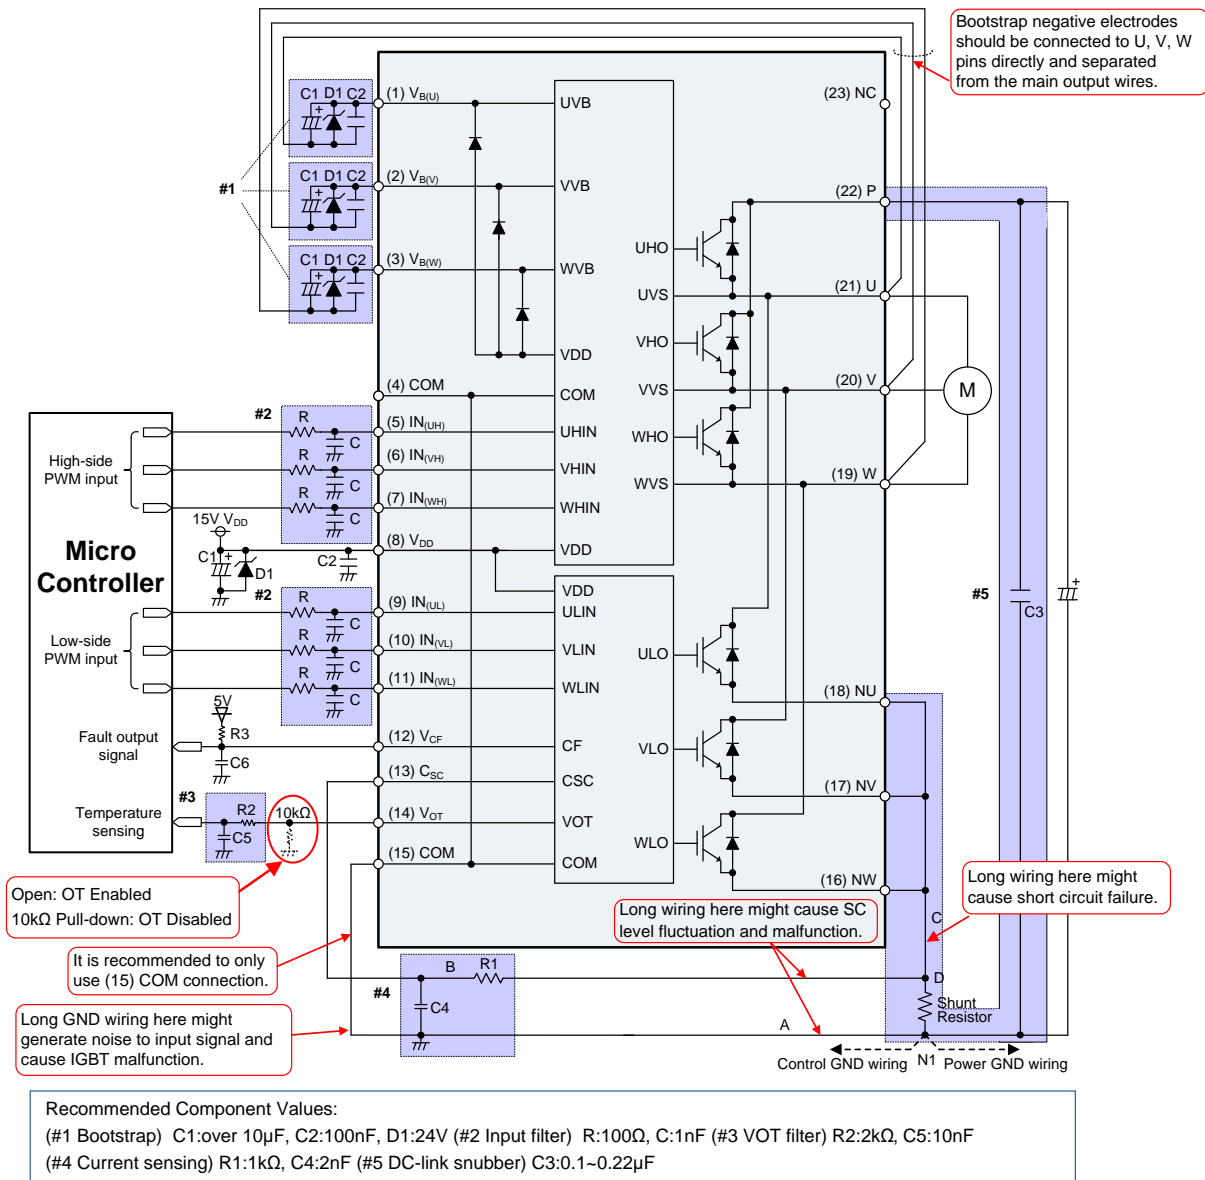 Bootstrap negative electrodes
should be connected to U, V, W
pins directly and separated
from the main output wires.
C1 D1 C2
+
(1) VB(U)
UVB
(23) NC
#1
C1 D1 C2
+
(2) VB(V)
VVB
(22) P
C1 D1 C2
+
(3) VB(W)
WVB
UHO
UVS
(21) U
VHO
VDD
(4) COM
COM
VVS
(20) V
M
#2
R
C
(5) IN(UH)
UHIN
WHO
High-side
PWM input
R
C
(6) IN(VH)
VHIN
WVS
(19) W
R
C
(7) IN(WH)
WHIN
15V VDD
Micro
Controller
C1
+
D1
C2
(8) VDD
VDD
VDD
#5
C3
+
#2
R
C
(9) IN(UL)
ULIN
Low-side
PWM input
R
C
(10) IN(VL)
VLIN
ULO
R
C
(11) IN(WL)
WLIN
(18) NU
5V
R3
Fault output
signal
C6
(12) VCF
CF
VLO
(13) CSC
CSC
(17) NV
#3
Temperature
sensing
R2
C5
10kΩ
(14) VOT
VOT
WLO
(15) COM
COM
(16) NW
Open: OT Enabled
10kΩ Pull-down: OT Disabled
Long wiring here might cause SC
level fluctuation and malfunction.
Long wiring here might
cause short circuit failure.
C
It is recommended to only
use (15) COM connection.
B
R1
D
#4
C4
Shunt
Resistor
Long GND wiring here might
generate noise to input signal and
cause IGBT malfunction.
A
Control GND wiring
N1
Power GND wiring
Recommended Component Values:
(#1 Bootstrap) C1:over 10μF, C2:100nF, D1:24V (#2 Input filter) R:100Ω, C:1nF (#3 VOT filter) R2:2kΩ, C5:10nF
(#4 Current sensing) R1:1kΩ, C4:2nF (#5 DC-link snubber) C3:0.1~0.22μF